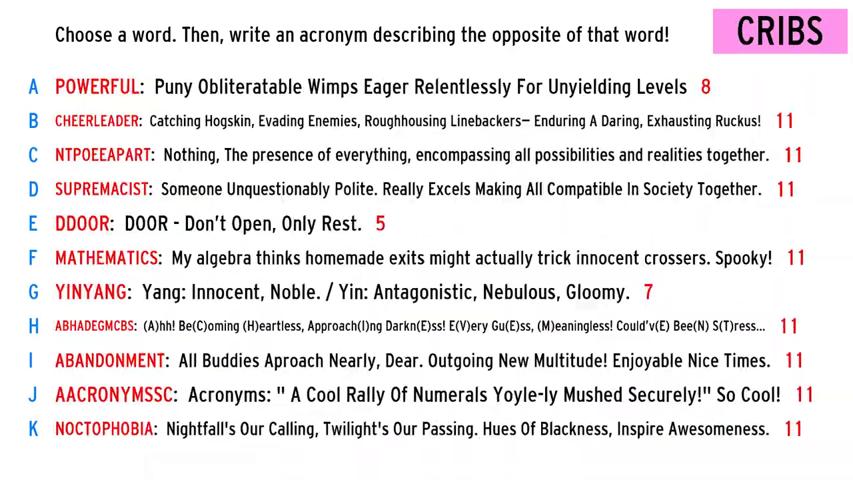 Choose a word. Then, write an acronym describing the opposite of that word!
CRIBS
A POWERFUL: Puny Obliteratable Wimps Eager Relentlessly For Unyielding Levels 8
B CHEERLEADER: Catching Hogskin, Evading Enemies, Roughhousing Linebackers— Enduring A Daring, Exhausting Ruckus! 11
C NTPOEEAPART: Nothing, The presence of everything, encompassing all possibilities and realities together. 11
D SUPREMACIST: Someone Unquestionably Polite. Really Excels Making All Compatible In Society Together. 11
E DDOOR: DOOR - Don't Open, Only Rest. 5
F MATHEMATICS: My algebra thinks homemade exits might actually trick innocent crossers. Spooky! 11
G YINYANG: Yang: Innocent, Noble. / Yin: Antagonistic, Nebulous, Gloomy. 7
H ABHADEGMCBS: (A)hh! Be(C)oming (H)eartless, Approach(I)ng Darkn(E)ss! E(V)ery Gu(E)ss, (M)eaningless! Could'v(E) Bee(N) S(T)ress... 11
I ABANDONMENT: All Buddies Aproach Nearly, Dear. Outgoing New Multitude! Enjoyable Nice Times. 11
J AACRONYMSSC: Acronyms: " A Cool Rally Of Numerals Yoyle-ly Mushed Securely!" So Cool! 11
K NOCTOPHOBIA: Nightfall's Our Calling, Twilight's Our Passing. Hues Of Blackness, Inspire Awesomeness. 11